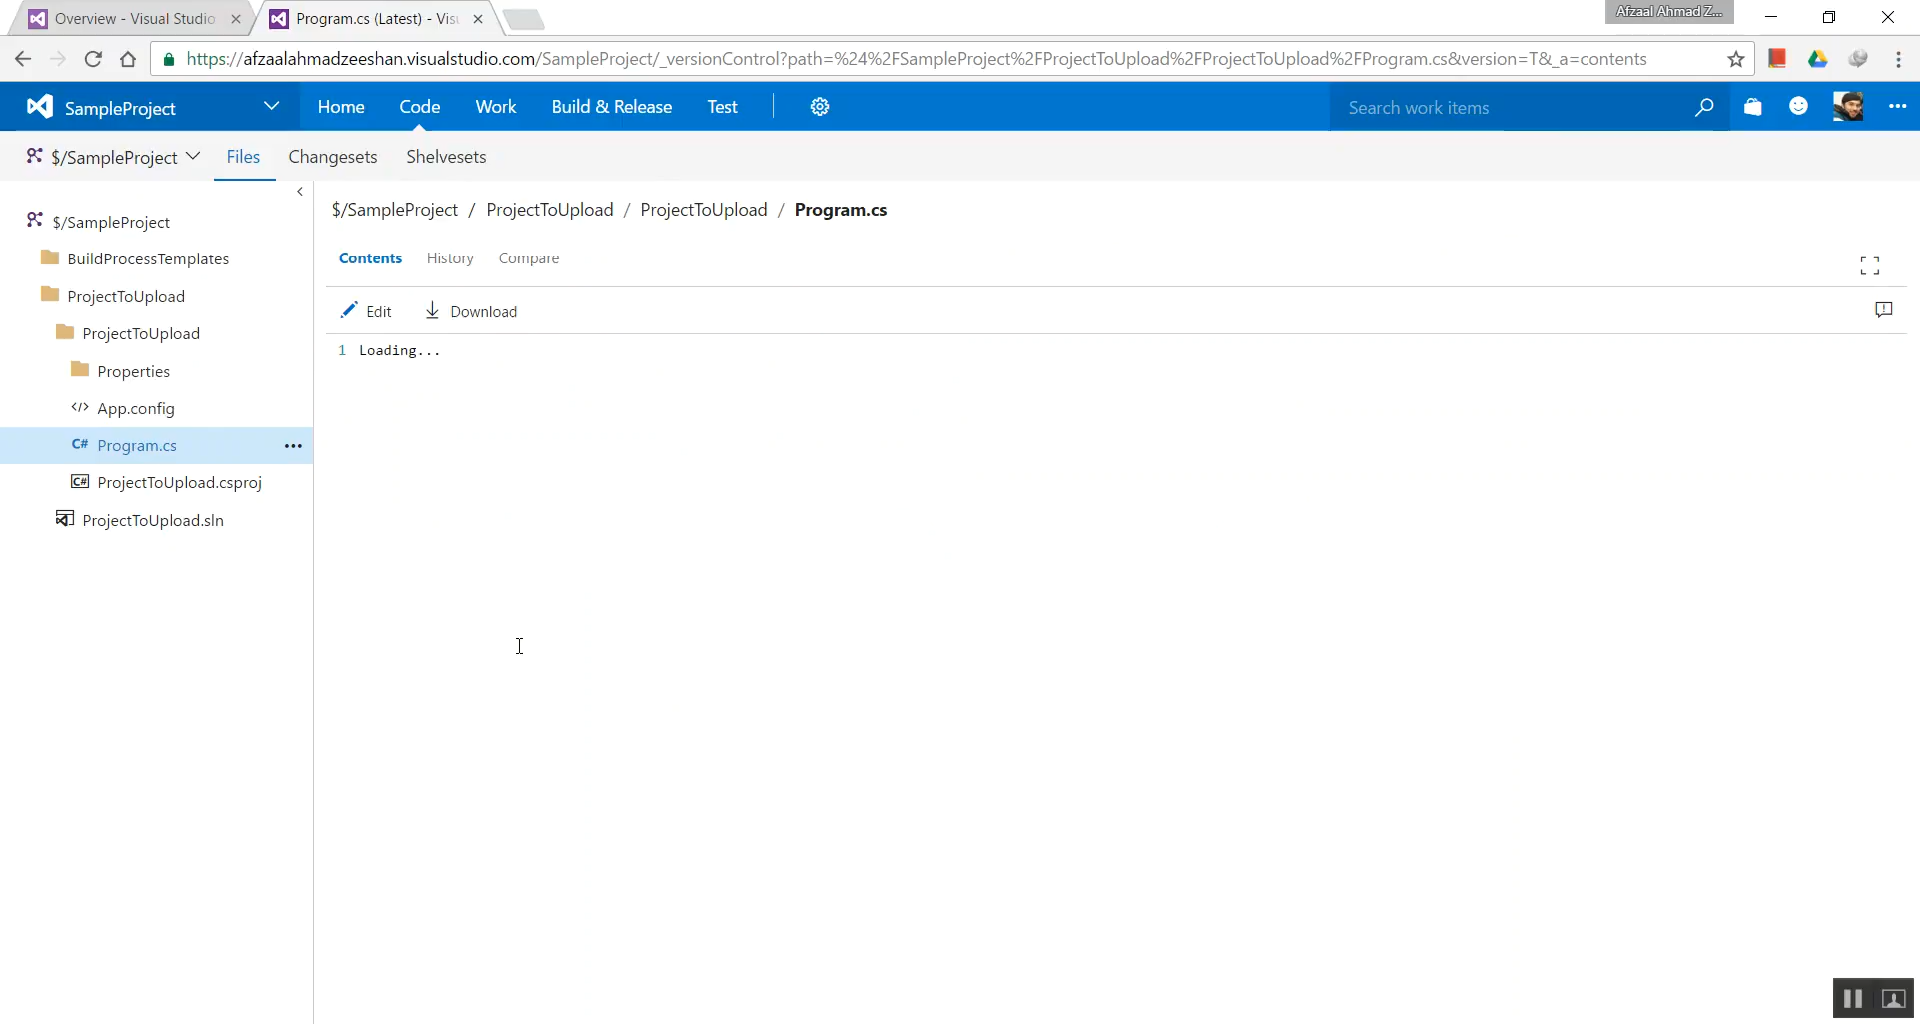 Overview - Visual Studio
Program.cs (Latest) - Vis
Afzaal Ahmad Z...
https://afzaalahmadzeeshan.visualstudio.com/SampleProject/_versionControl?path=%24%2FSampleProject%2FProjectToUpload%2FProjectToUpload%2FProgram.cs&version=T&_a=contents
SampleProject
Home
Code
Work
Build & Release
Test
Search work items
$/SampleProject
Files
Changesets
Shelvesets
$/SampleProject
BuildProcessTemplates
ProjectToUpload
ProjectToUpload
Properties
</> App.config
C# Program.cs
C# ProjectToUpload.csproj
ProjectToUpload.sln
$/SampleProject / ProjectToUpload / ProjectToUpload / Program.cs
Contents
History
Compare
Edit
Download
1 Loading...